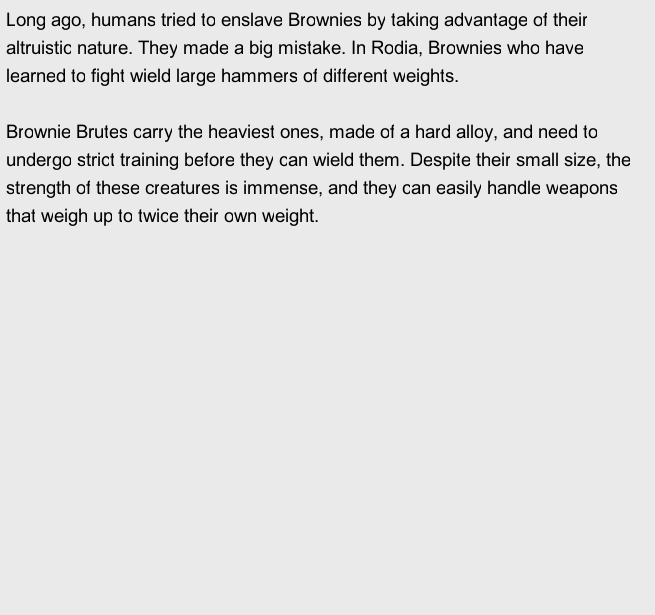 Long ago, humans tried to enslave Brownies by taking advantage of their
altruistic nature. They made a big mistake. In Rodia, Brownies who have
learned to fight wield large hammers of different weights.
Brownie Brutes carry the heaviest ones, made of a hard alloy, and need to
undergo strict training before they can wield them. Despite their small size, the
strength of these creatures is immense, and they can easily handle weapons
that weigh up to twice their own weight.